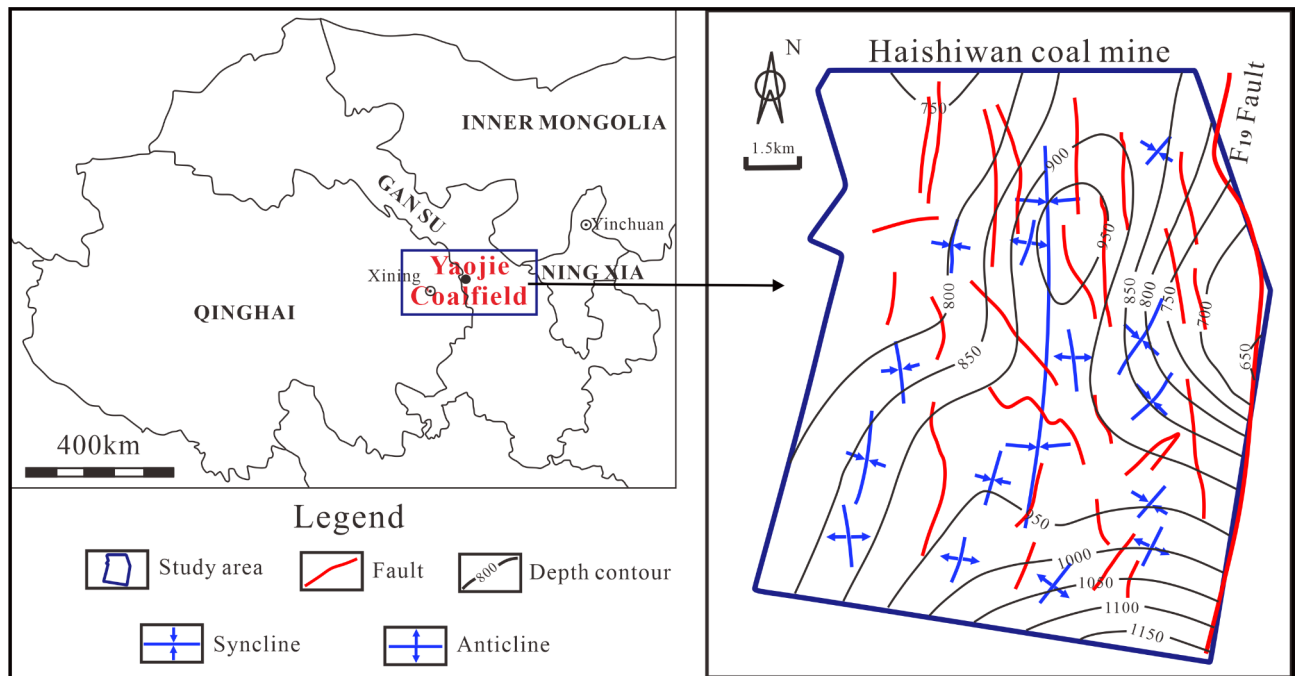 INNER MONGOLIA
GAN SU
Yinchuan
Xining
Yaojie
Coalfield
NING XIA
QINGHAI
400km
Legend
Study area
Fault
800
Depth contour
Syncline
Anticline
Haishiwan coal mine
N
1.5km
F19 Fault
750
900
950
800
850
850
800
750
700
650
950
1000
1050
1100
1150